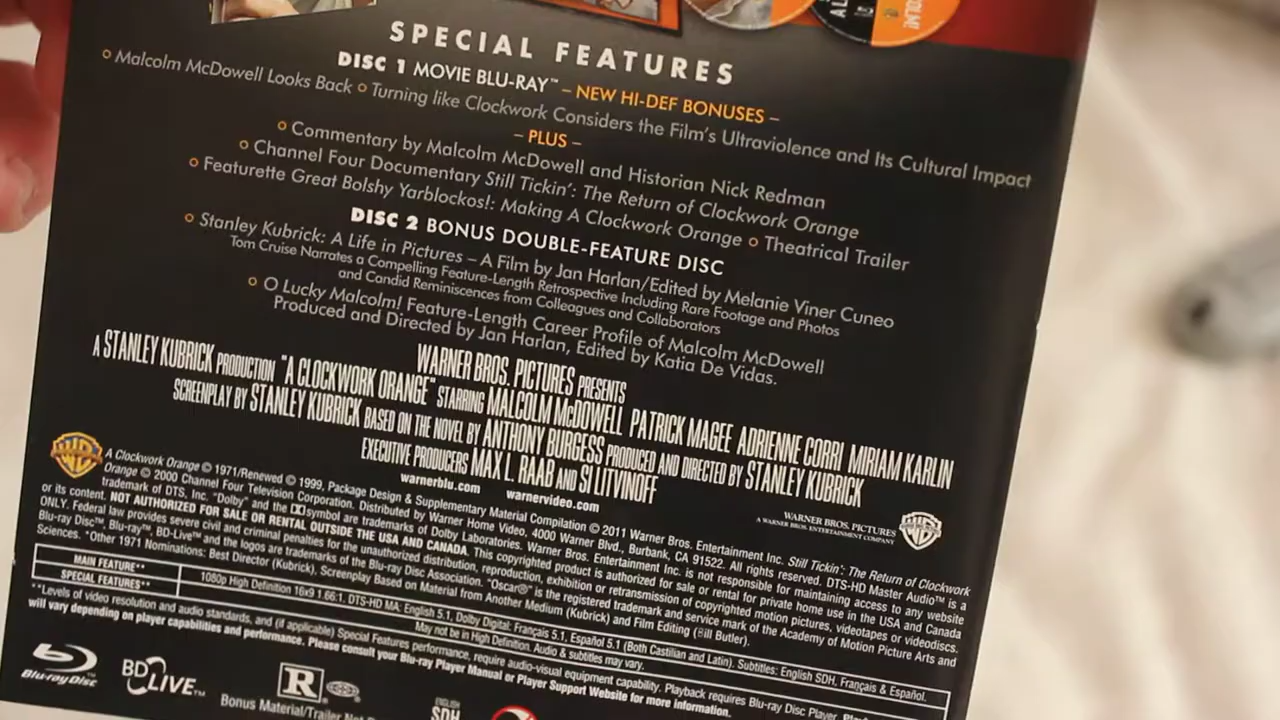 SPECIAL FEATURES
DISC 1 MOVIE BLU-RAY™ – NEW HI-DEF BONUSES –
Malcolm McDowell Looks Back o Turning like Clockwork Considers the Film's Ultraviolence and Its Cultural Impact
– PLUS –
Commentary by Malcolm McDowell and Historian Nick Redman
Channel Four Documentary Still Tickin': The Return of Clockwork Orange
Featurette Great Bolshy Yarblockos!: Making A Clockwork Orange o Theatrical Trailer
DISC 2 BONUS DOUBLE-FEATURE DISC
Stanley Kubrick: A Life in Pictures – A Film by Jan Harlan/Edited by Melanie Viner Cuneo
Tom Cruise Narrates a Compelling Feature-Length Retrospective Including Rare Footage and Photos
and Candid Reminiscences from Colleagues and Collaborators
O Lucky Malcolm! Feature-Length Career Profile of Malcolm McDowell
Produced and Directed by Jan Harlan, Edited by Katia De Vidas.
WARNER BROS. PICTURES PRESENTS
A STANLEY KUBRICK PRODUCTION "A CLOCKWORK ORANGE" STARRING MALCOLM McDOWELL PATRICK MAGEE ADRIENNE CORRI MIRIAM KARLIN
SCREENPLAY BY STANLEY KUBRICK BASED ON THE NOVEL BY ANTHONY BURGESS PRODUCED AND DIRECTED BY STANLEY KUBRICK
EXECUTIVE PRODUCERS MAX L. RAAB AND SI LITVINOFF
warnerblu.com warnervideo.com
WARNER BROS. PICTURES
A WARNER BROS. ENTERTAINMENT COMPANY
A Clockwork Orange © 1971/Renewed © 1999, Package Design & Supplementary Material Compilation © 2011 Warner Bros. Entertainment Inc. Still Tickin': The Return of Clockwork
Orange © 2000 Channel Four Television Corporation. Distributed by Warner Home Video, 4000 Warner Blvd., Burbank, CA 91522. All rights reserved. DTS-HD Master Audio™ is a
trademark of DTS, Inc. "Dolby" and the symbol are trademarks of Dolby Laboratories. Warner Bros. Entertainment Inc. is not responsible for maintaining access to any website
or its content. NOT AUTHORIZED FOR SALE OR RENTAL OUTSIDE THE USA AND CANADA. This copyrighted product is authorized for sale or rental for private home use in the USA and Canada
ONLY. Federal law provides severe civil and criminal penalties for the unauthorized distribution, reproduction, exhibition or retransmission of copyrighted motion pictures, videotapes or videodiscs.
Blu-ray Disc™, Blu-ray™, BD-Live™ and the logos are trademarks of the Blu-ray Disc Association. "Oscar®" is the registered trademark and service mark of the Academy of Motion Picture Arts and
Sciences. *Other 1971 Nominations: Best Director (Kubrick), Screenplay Based on Material from Another Medium (Kubrick) and Film Editing (Bill Butler).
MAIN FEATURE** 1080p High Definition 16x9 1.66:1. DTS-HD MA: English 5.1, Dolby Digital: Français 5.1, Español 5.1 (Both Castilian and Latin). Subtitles: English SDH, Français & Español.
SPECIAL FEATURES** May not be in High Definition. Audio & subtitles may vary.
**Levels of video resolution and audio standards, and (if applicable) Special Features performance, require audio-visual equipment capability. Playback requires Blu-ray Disc Player.
will vary depending on player capabilities and performance. Please consult your Blu-ray Player Manual or Player Support Website for more information.
Blu-ray Disc™ BD LIVE™ R
Bonus Material/Trailer
ENGLISH
SDH